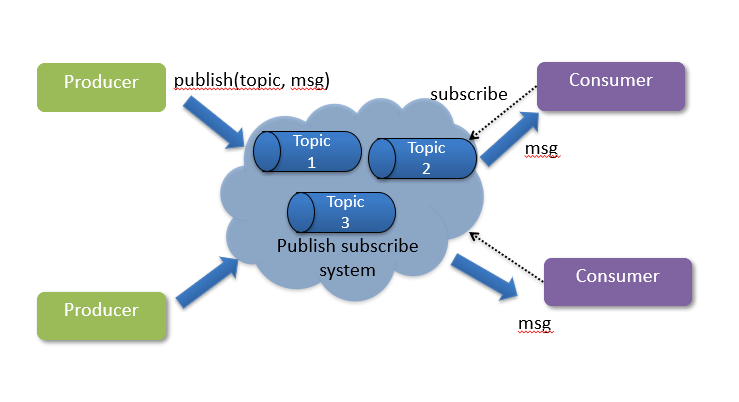 Producer
publish(topic, msg)
subscribe
Consumer
Topic
1
Topic
2
msg
Topic
3
Publish subscribe
system
Consumer
Producer
msg